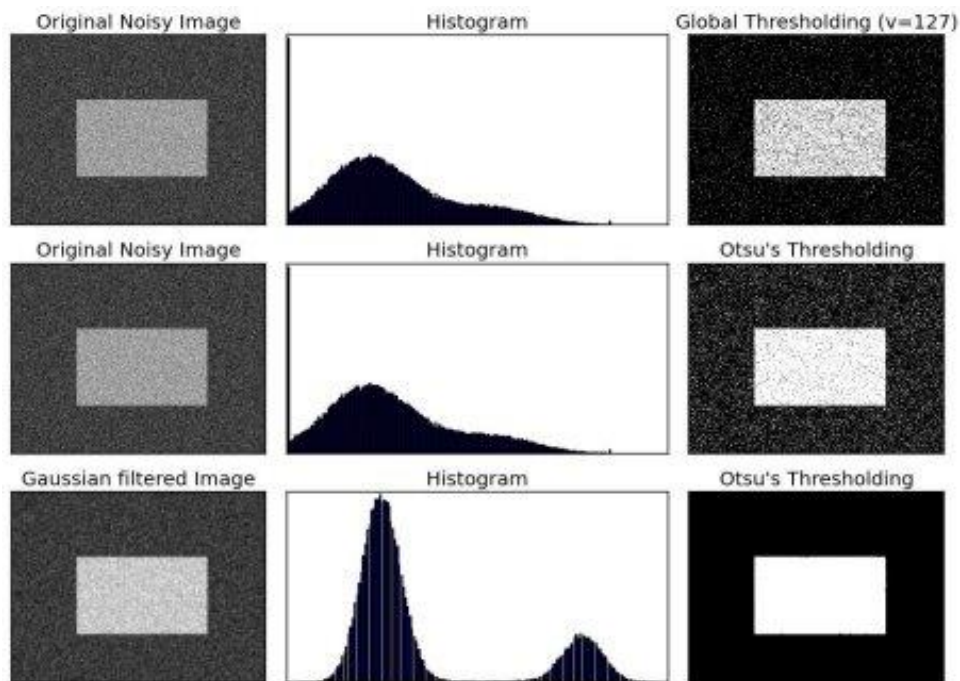 Original Noisy Image
Histogram
Global Thresholding (v=127)
Original Noisy Image
Histogram
Otsu's Thresholding
Gaussian filtered Image
Histogram
Otsu's Thresholding